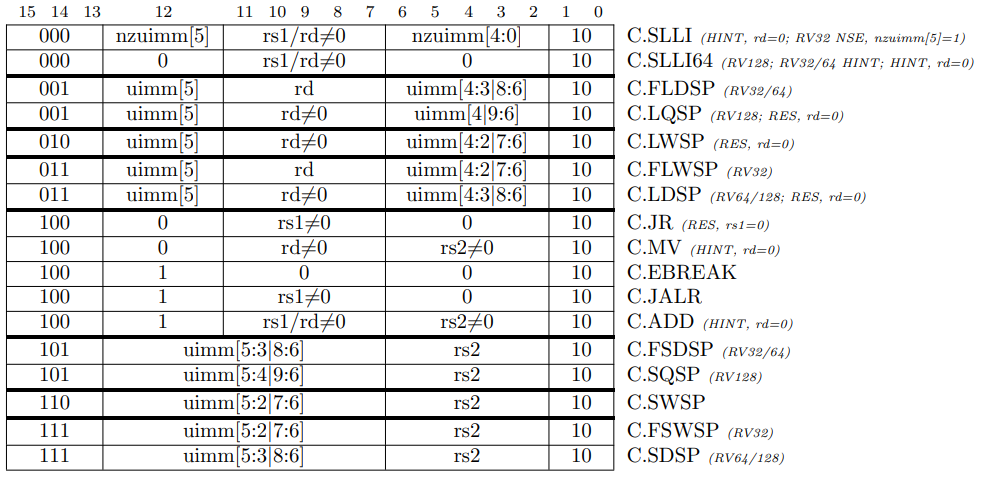 15 14 13 12 11 10 9 8 7 6 5 4 3 2 1 0
000 nzuimm[5] rs1/rd≠0 nzuimm[4:0] 10 C.SLLI (HINT, rd=0; RV32 NSE, nzuimm[5]=1)
000 0 rs1/rd≠0 0 10 C.SLLI64 (RV128; RV32/64 HINT; HINT, rd=0)
001 uimm[5] rd uimm[4:3|8:6] 10 C.FLDSP (RV32/64)
001 uimm[5] rd≠0 uimm[4|9:6] 10 C.LQSP (RV128; RES, rd=0)
010 uimm[5] rd≠0 uimm[4:2|7:6] 10 C.LWSP (RES, rd=0)
011 uimm[5] rd uimm[4:2|7:6] 10 C.FLWSP (RV32)
011 uimm[5] rd≠0 uimm[4:3|8:6] 10 C.LDSP (RV64/128; RES, rd=0)
100 0 rs1≠0 0 10 C.JR (RES, rs1=0)
100 0 rd≠0 rs2≠0 10 C.MV (HINT, rd=0)
100 1 0 0 10 C.EBREAK
100 1 rs1≠0 0 10 C.JALR
100 1 rs1/rd≠0 rs2≠0 10 C.ADD (HINT, rd=0)
101 uimm[5:3|8:6] rs2 10 C.FSDSP (RV32/64)
101 uimm[5:4|9:6] rs2 10 C.SQSP (RV128)
110 uimm[5:2|7:6] rs2 10 C.SWSP
111 uimm[5:2|7:6] rs2 10 C.FSWSP (RV32)
111 uimm[5:3|8:6] rs2 10 C.SDSP (RV64/128)